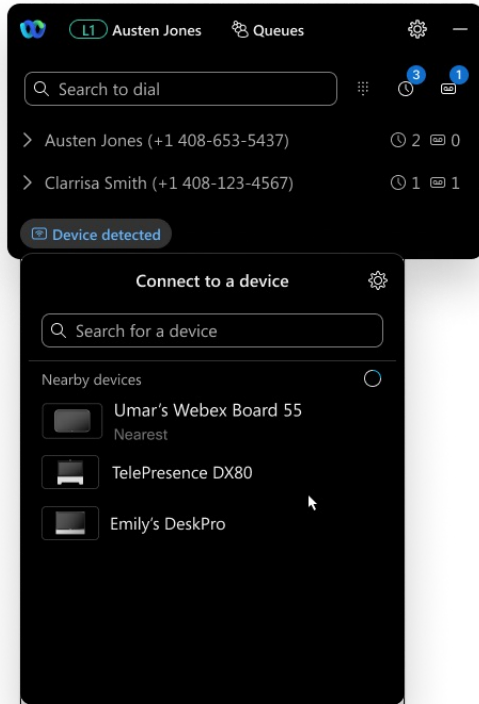 L1 Austen Jones Queues
Search to dial 3 1
Austen Jones (+1 408-653-5437) 2 0
Clarrisa Smith (+1 408-123-4567) 1 1
Device detected
Connect to a device
Search for a device
Nearby devices
Umar's Webex Board 55
Nearest
TelePresence DX80
Emily's DeskPro